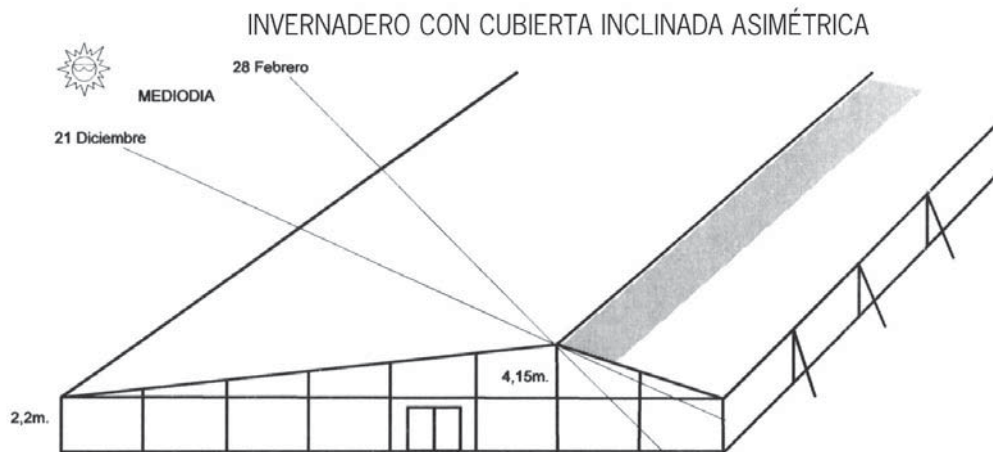 INVERNADERO CON CUBIERTA INCLINADA ASIMÉTRICA
28 Febrero
MEDIODIA
21 Diciembre
4,15m.
2,2m.